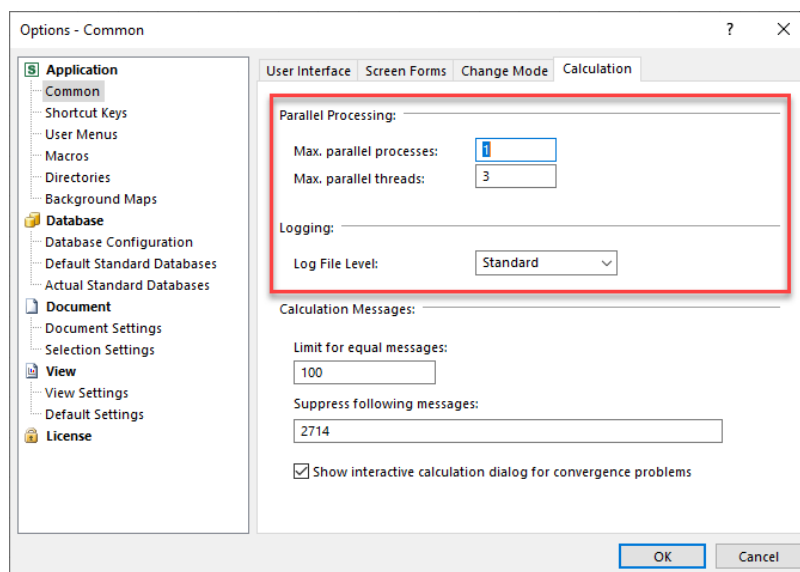 Options - Common
?
Application
Common
Shortcut Keys
User Menus
Macros
Directories
Background Maps
Database
Database Configuration
Default Standard Databases
Actual Standard Databases
Document
Document Settings
Selection Settings
View
View Settings
Default Settings
License
User Interface Screen Forms Change Mode Calculation
Parallel Processing:
Max. parallel processes: 1
Max. parallel threads: 3
Logging:
Log File Level: Standard
Calculation Messages:
Limit for equal messages:
100
Suppress following messages:
2714
Show interactive calculation dialog for convergence problems
OK Cancel